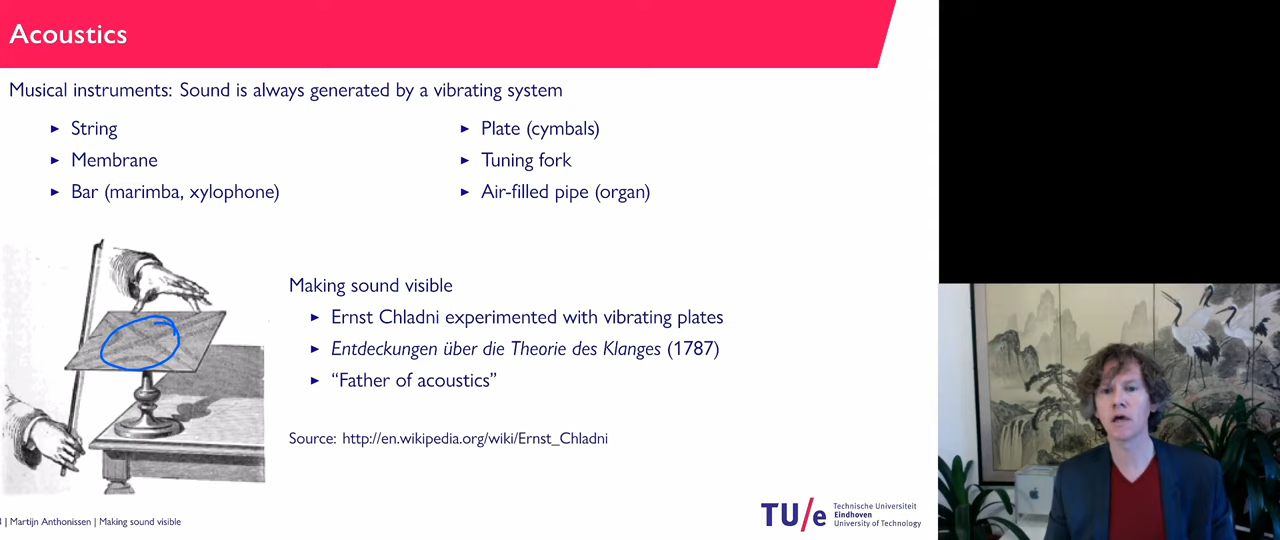 Acoustics
Musical instruments: Sound is always generated by a vibrating system
► String
► Membrane
► Bar (marimba, xylophone)
► Plate (cymbals)
► Tuning fork
► Air-filled pipe (organ)
Making sound visible
► Ernst Chladni experimented with vibrating plates
► Entdeckungen über die Theorie des Klanges (1787)
► “Father of acoustics”
Source: http://en.wikipedia.org/wiki/Ernst_Chladni
| Martijn Anthonissen | Making sound visible
TU/e Technische Universiteit
Eindhoven
University of Technology